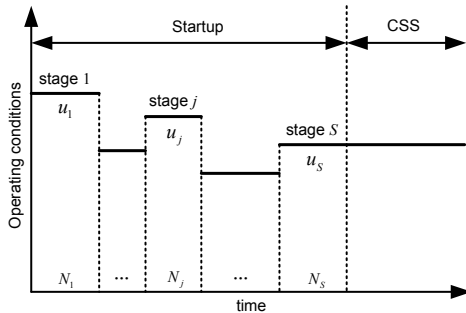 Startup
CSS
stage 1
stage j
stage S
u1
uj
uS
Operating conditions
N1
...
Nj
...
NS
time